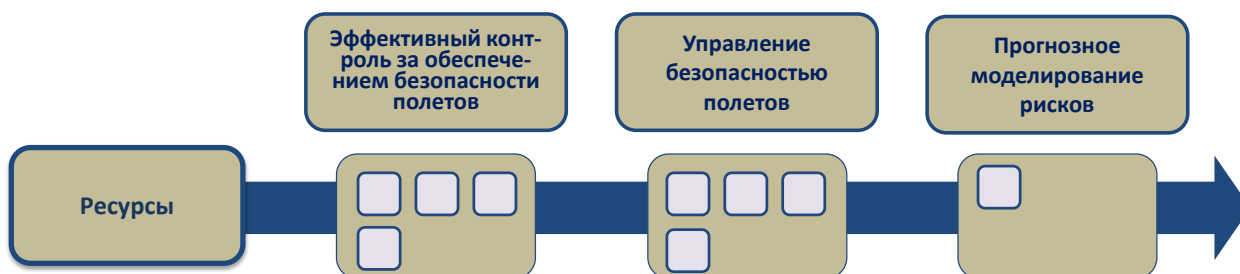 Эффективный конт-
роль за обеспече-
нием безопасности
полетов
Управление
безопасностью
полетов
Прогнозное
моделирование
рисков
Ресурсы